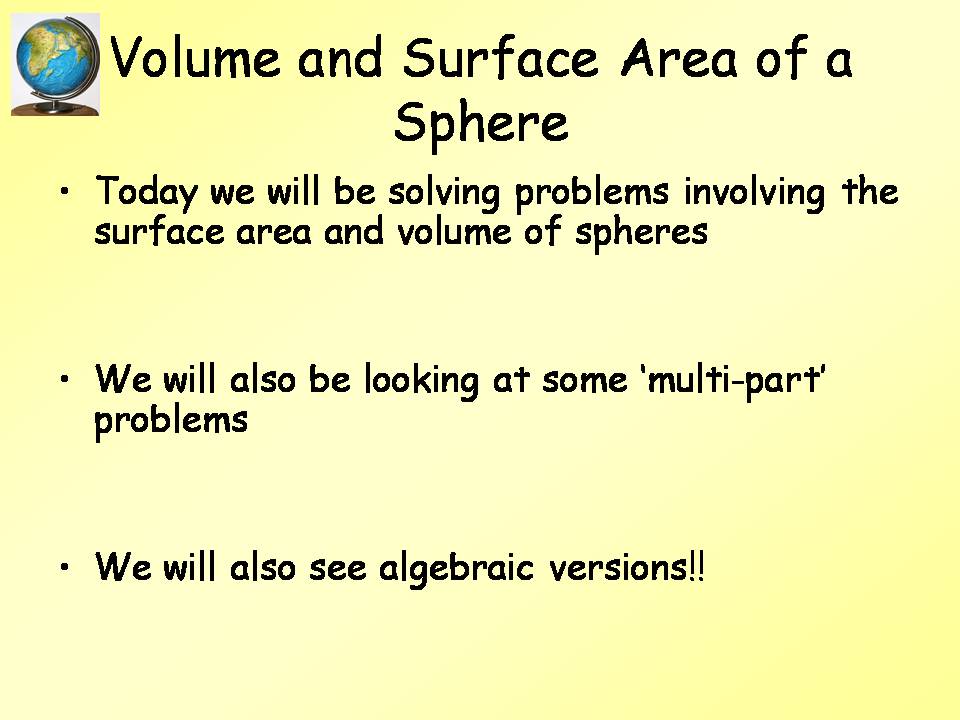 Volume and Surface Area of a
Sphere
• Today we will be solving problems involving the
surface area and volume of spheres
• We will also be looking at some ‘multi-part’
problems
• We will also see algebraic versions!!